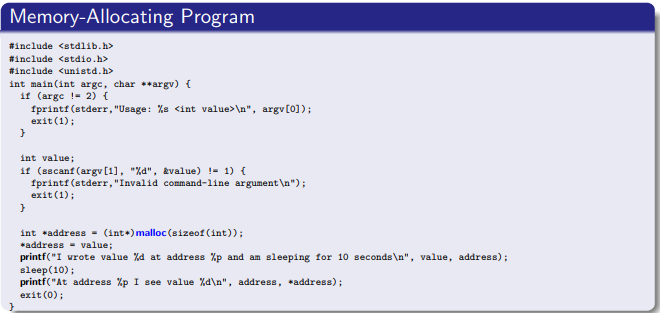 Memory-Allocating Program
#include <stdlib.h>
#include <stdio.h>
#include <unistd.h>
int main(int argc, char **argv) {
  if (argc != 2) {
    fprintf(stderr,"Usage: %s <int value>\n", argv[0]);
    exit(1);
  }

  int value;
  if (sscanf(argv[1], "%d", &value) != 1) {
    fprintf(stderr,"Invalid command-line argument\n");
    exit(1);
  }

  int *address = (int*)malloc(sizeof(int));
  *address = value;
  printf("I wrote value %d at address %p and am sleeping for 10 seconds\n", value, address);
  sleep(10);
  printf("At address %p I see value %d\n", address, *address);
  exit(0);
}